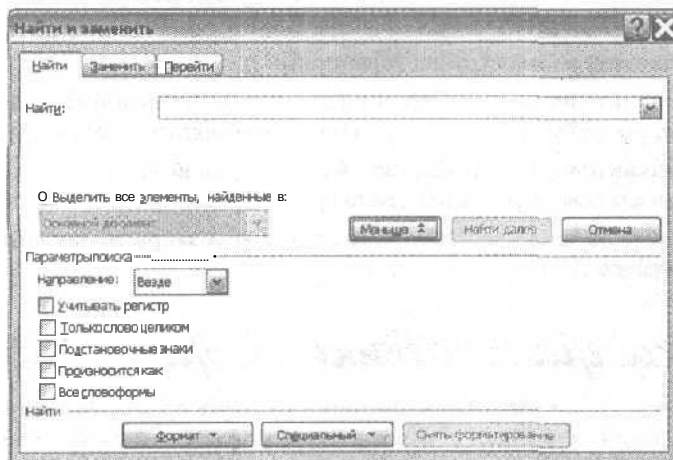 Найти и заменить
Найти Заменить Перейти
Найти:
О Выделить все элементы, найденные в:
Основной документ
Меньше Найти далее Отмена
Параметры поиска
Направление: Везде
Учитывать регистр
Только слово целиком
Подстановочные знаки
Произносится как
Все словоформы
Найти
Формат Специальный Снять форматирование